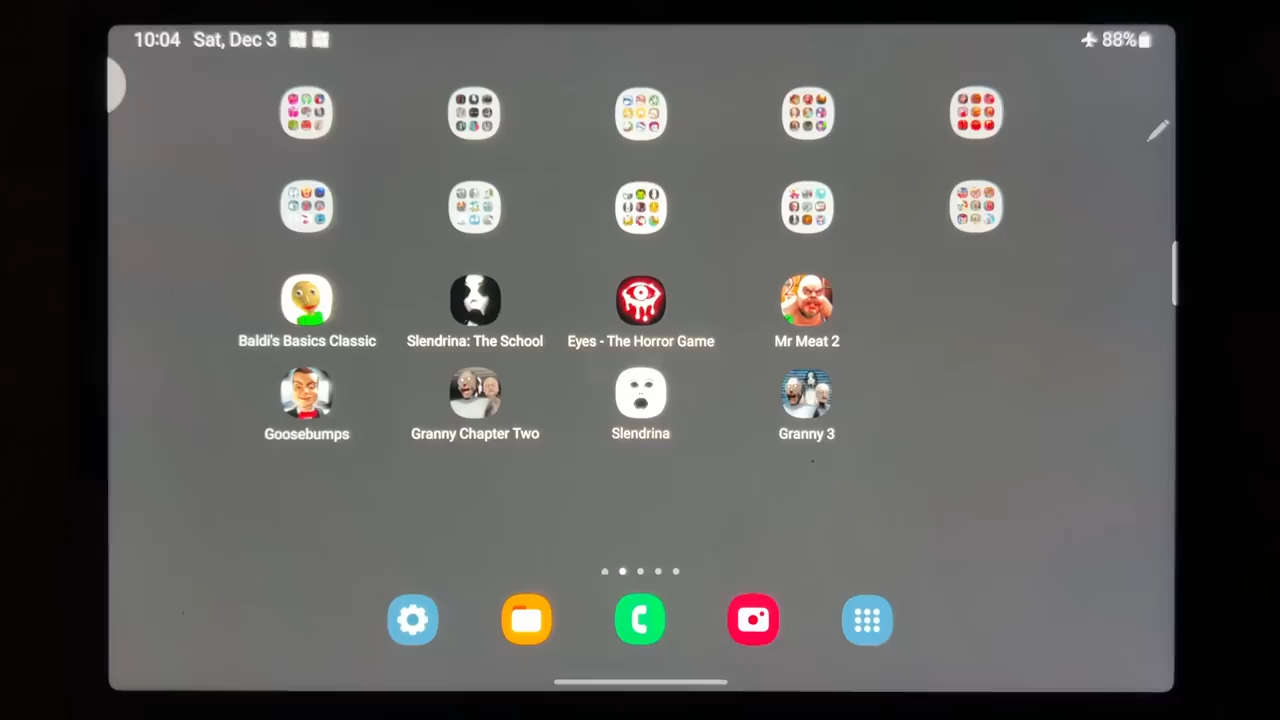 10:04 Sat, Dec 3 88%
Baldi's Basics Classic Slendrina: The School Eyes - The Horror Game Mr Meat 2
Goosebumps Granny Chapter Two Slendrina Granny 3